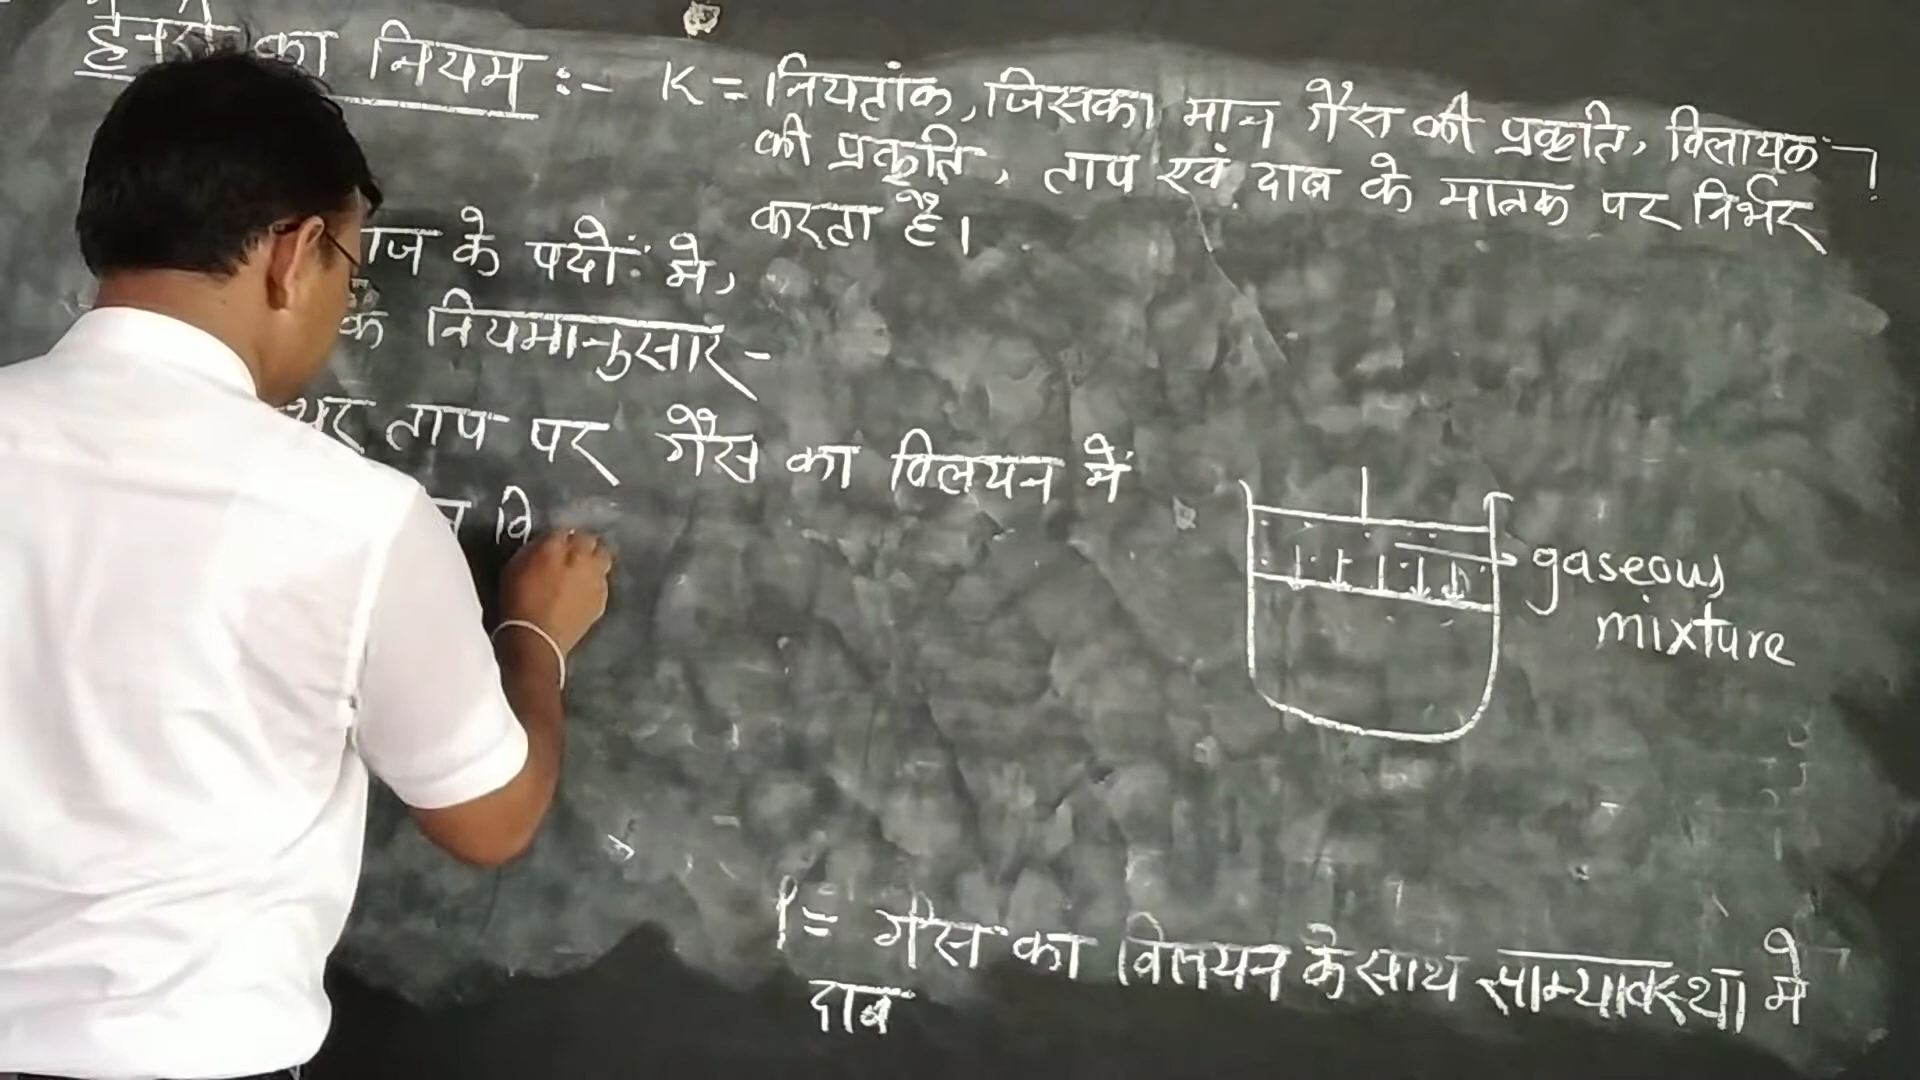 हेनरी का नियम :- K = नियतांक, जिसका मान गैस की प्रकृति, विलायक
की प्रकृति, ताप एवं दाब के मात्रक पर निर्भर
करता है।
के पदों में,
के नियमानुसार -
ताप पर गैस का विलयन में
वि
gaseous
mixture
P = गैस का विलयन के साथ साम्यावस्था में
दाब